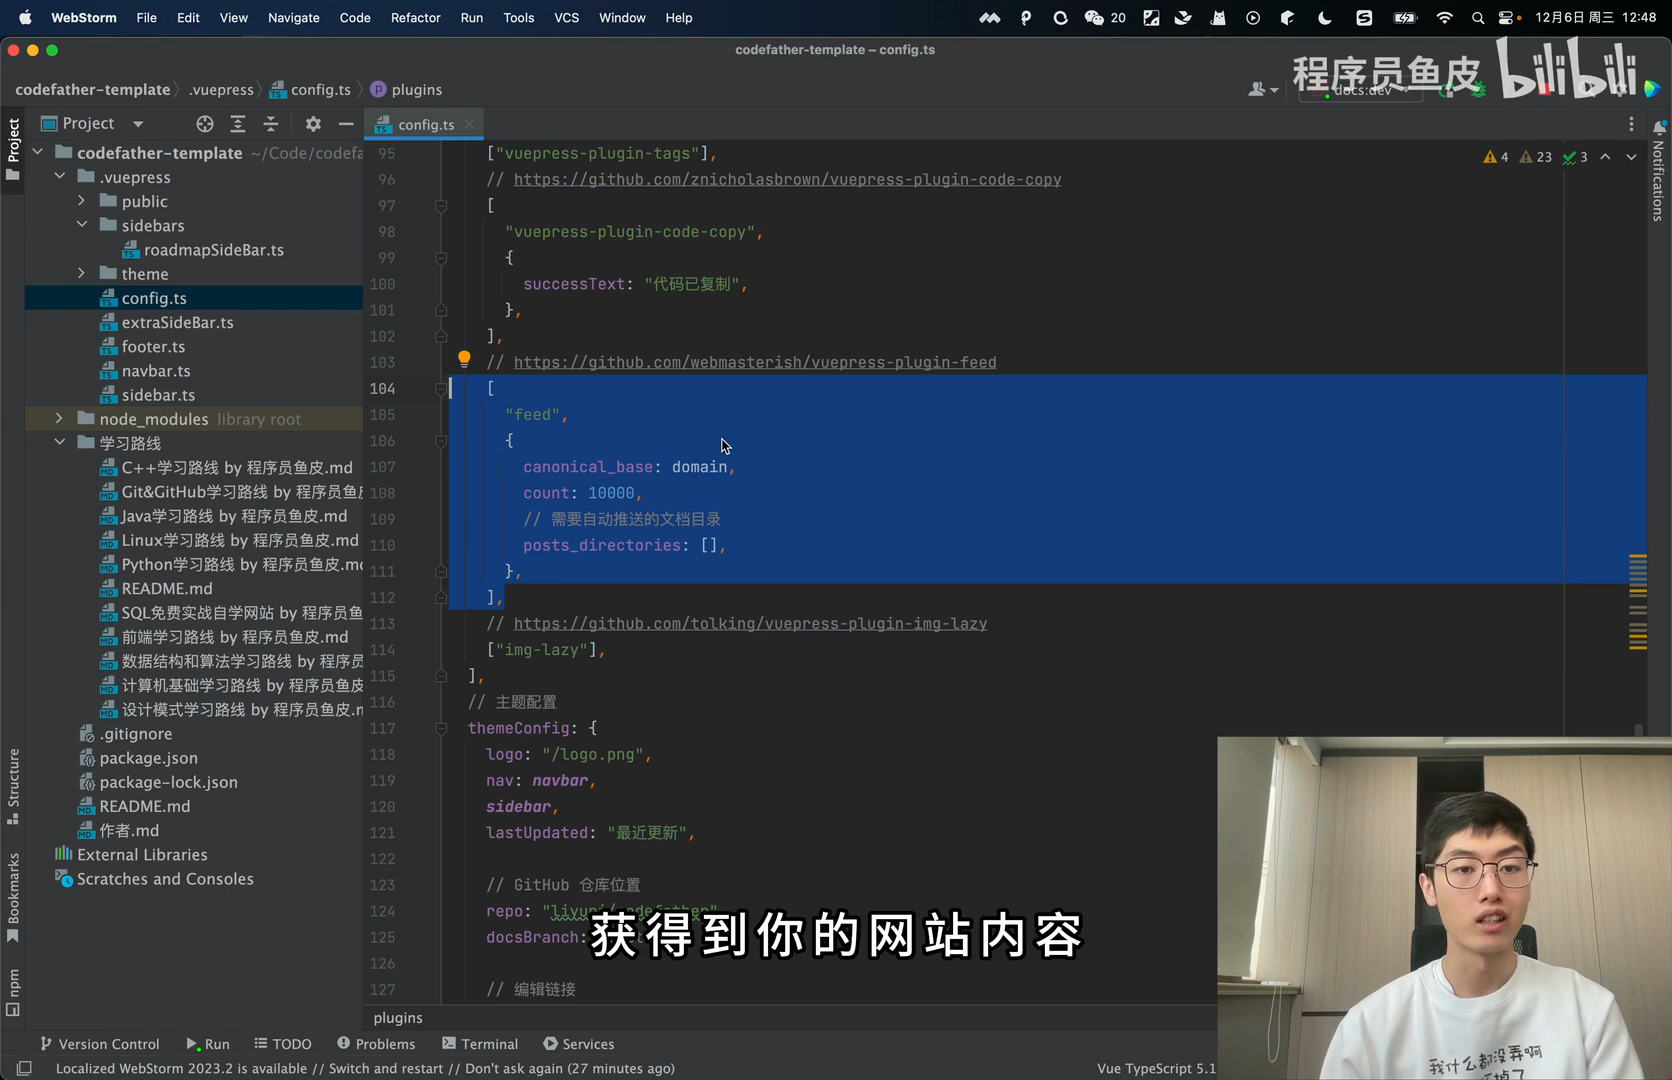 WebStorm File Edit View Navigate Code Refactor Run Tools VCS Window Help
20 12月6日 周三 12:48
codefather-template – config.ts
程序员鱼皮 bilibili
codefather-template .vuepress config.ts plugins
docs:dev
Project
config.ts
4 23 3
Project
Notifications
codefather-template ~/Code/codefa
.vuepress
public
sidebars
roadmapSideBar.ts
theme
config.ts
extraSideBar.ts
footer.ts
navbar.ts
sidebar.ts
node_modules library root
学习路线
C++学习路线 by 程序员鱼皮.md
Git&GitHub学习路线 by 程序员鱼
Java学习路线 by 程序员鱼皮.md
Linux学习路线 by 程序员鱼皮.md
Python学习路线 by 程序员鱼皮.m
README.md
SQL免费实战自学网站 by 程序员鱼
前端学习路线 by 程序员鱼皮.md
数据结构和算法学习路线 by 程序员鱼
计算机基础学习路线 by 程序员鱼皮
设计模式学习路线 by 程序员鱼皮.m
.gitignore
package.json
package-lock.json
README.md
作者.md
External Libraries
Scratches and Consoles
Structure
Bookmarks
npm
95 ["vuepress-plugin-tags"],
96 // https://github.com/znicholasbrown/vuepress-plugin-code-copy
97 [
98 "vuepress-plugin-code-copy",
99 {
100 successText: "代码已复制",
101 },
102 ],
103 // https://github.com/webmasterish/vuepress-plugin-feed
104 [
105 "feed",
106 {
107 canonical_base: domain,
108 count: 10000,
109 // 需要自动推送的文档目录
110 posts_directories: [],
111 },
112 ],
113 // https://github.com/tolking/vuepress-plugin-img-lazy
114 ["img-lazy"],
115 ],
116 // 主题配置
117 themeConfig: {
118 logo: "/logo.png",
119 nav: navbar,
120 sidebar,
121 lastUpdated: "最近更新",
122
123 // GitHub 仓库位置
124 repo: "liyupi/codefather",
125 docsBranch:
126
127 // 编辑链接
获得到你的网站内容
我什么都没弄啊
plugins
Version Control Run TODO Problems Terminal Services
Localized WebStorm 2023.2 is available // Switch and restart // Don't ask again (27 minutes ago)
Vue TypeScript 5.1